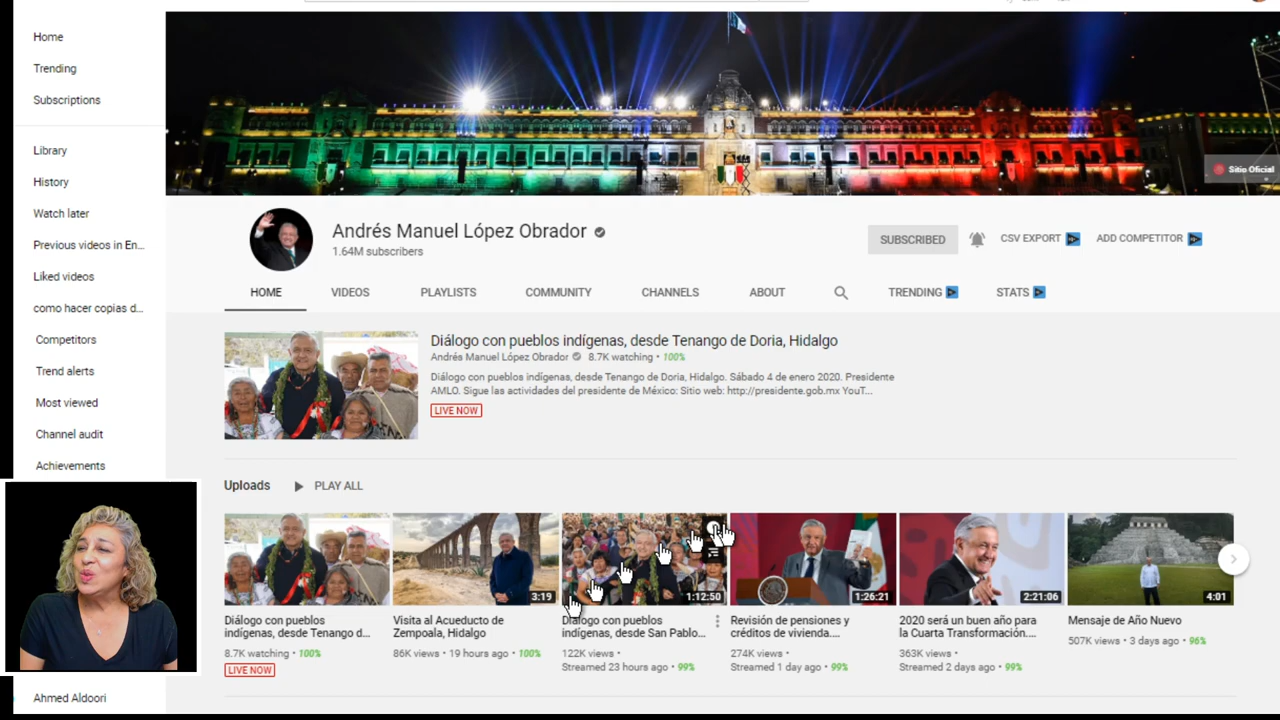 Home
Trending
Subscriptions
Library
History
Watch later
Previous videos in En...
Liked videos
como hacer copias d...
Competitors
Trend alerts
Most viewed
Channel audit
Achievements
Ahmed Aldoori
Sitio Oficial
Andrés Manuel López Obrador
1.64M subscribers
SUBSCRIBED
CSV EXPORT
ADD COMPETITOR
HOME VIDEOS PLAYLISTS COMMUNITY CHANNELS ABOUT TRENDING STATS
Diálogo con pueblos indígenas, desde Tenango de Doria, Hidalgo
Andrés Manuel López Obrador 8.7K watching • 100%
Diálogo con pueblos indígenas, desde Tenango de Doria, Hidalgo. Sábado 4 de enero 2020. Presidente
AMLO. Sigue las actividades del presidente de México: Sitio web: http://presidente.gob.mx YouT...
LIVE NOW
Uploads PLAY ALL
Diálogo con pueblos
indígenas, desde Tenango d...
8.7K watching • 100%
LIVE NOW
3:19
Visita al Acueducto de
Zempoala, Hidalgo
86K views • 19 hours ago • 100%
1:12:50
Diálogo con pueblos
indígenas, desde San Pablo...
122K views •
Streamed 23 hours ago • 99%
1:26:21
Revisión de pensiones y
créditos de vivienda....
274K views •
Streamed 1 day ago • 99%
2:21:06
2020 será un buen año para
la Cuarta Transformación....
363K views •
Streamed 2 days ago • 99%
4:01
Mensaje de Año Nuevo
507K views • 3 days ago • 96%